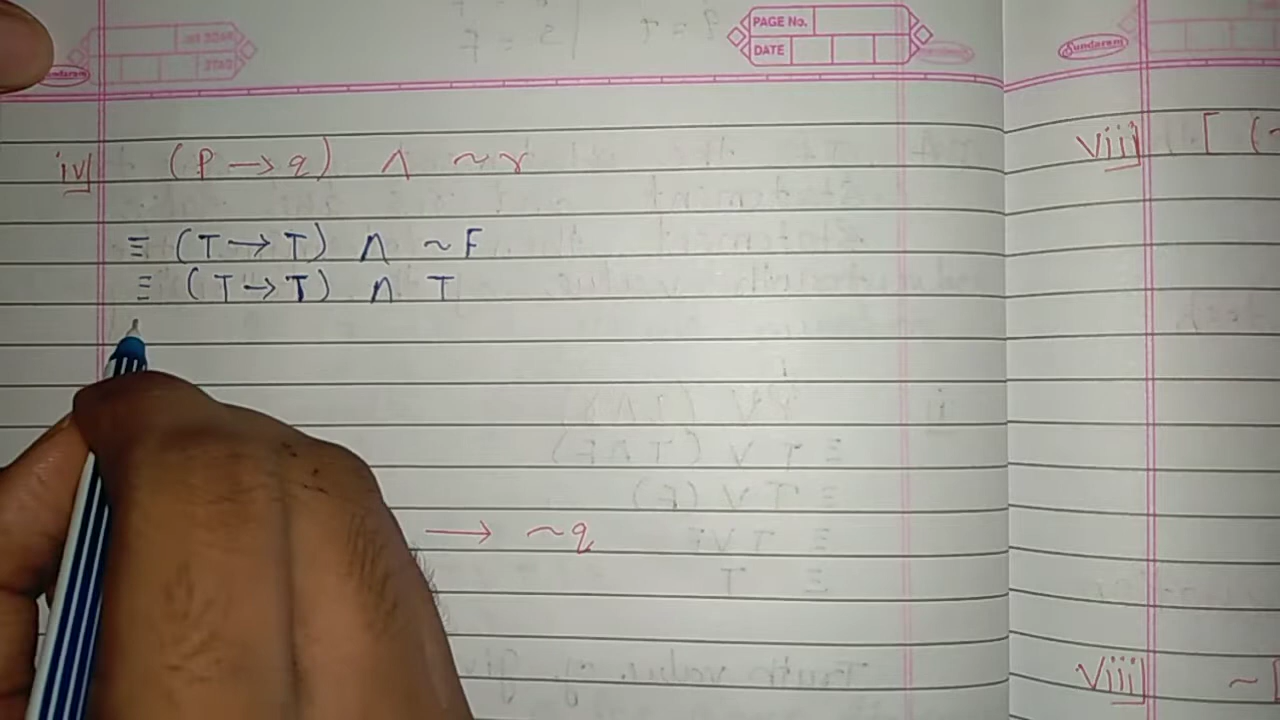 PAGE No.
DATE
Sundaram
iv] (P → q) ∧ ~r
≡ (T → T) ∧ ~F
≡ (T → T) ∧ T
→ ~q
viii] [ (~
viii] ~[